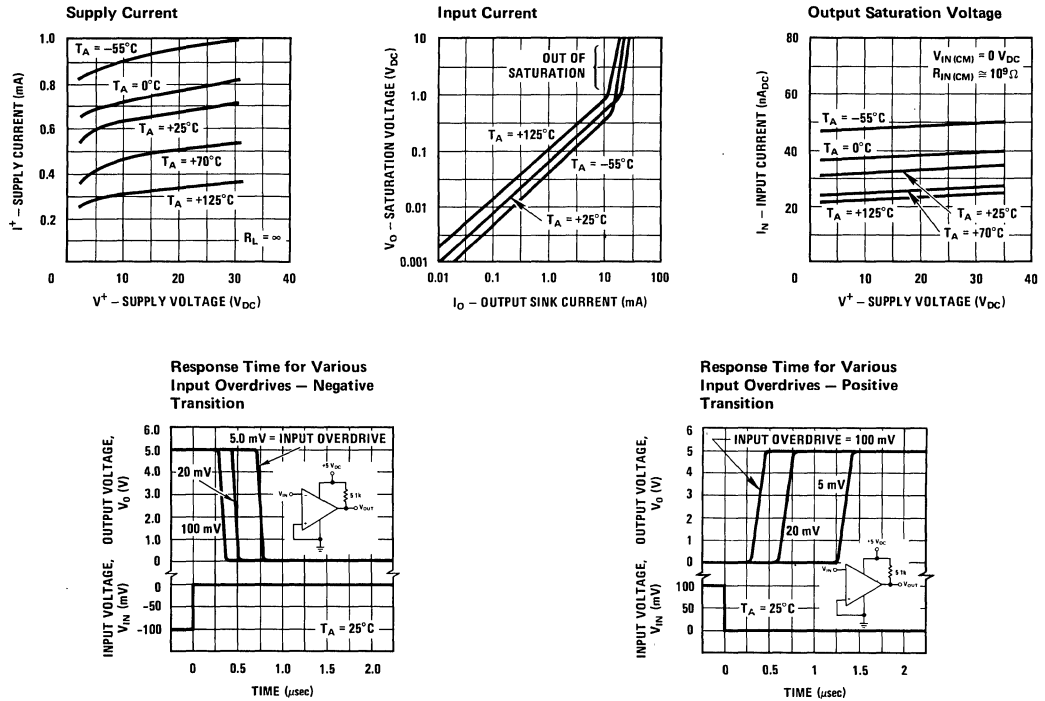 Supply Current
1.0
0.8
0.6
0.4
0.2
0
I⁺ – SUPPLY CURRENT (mA)
T_A = –55°C
T_A = 0°C
T_A = +25°C
T_A = +70°C
T_A = +125°C
R_L = ∞
0 10 20 30 40
V⁺ – SUPPLY VOLTAGE (V_DC)
Input Current
10
1.0
0.1
0.01
0.001
V_O – SATURATION VOLTAGE (V_DC)
OUT OF
SATURATION
T_A = +125°C
T_A = –55°C
T_A = +25°C
0.01 0.1 1.0 10 100
I_O – OUTPUT SINK CURRENT (mA)
Output Saturation Voltage
80
60
40
20
I_N – INPUT CURRENT (nA_DC)
V_IN (CM) = 0 V_DC
R_IN (CM) ≃ 10⁹Ω
T_A = –55°C
T_A = 0°C
T_A = +125°C
T_A = +25°C
T_A = +70°C
0 10 20 30 40
V⁺ – SUPPLY VOLTAGE (V_DC)
Response Time for Various
Input Overdrives – Negative
Transition
OUTPUT VOLTAGE,
V_O (V)
6.0
5.0
4.0
3.0
2.0
1.0
0
5.0 mV = INPUT OVERDRIVE
20 mV
100 mV
+5 V_DC
5 1k
V_IN
V_OUT
INPUT VOLTAGE,
V_IN (mV)
0
-50
-100
T_A = 25°C
0 0.5 1.0 1.5 2.0
TIME (μsec)
Response Time for Various
Input Overdrives – Positive
Transition
OUTPUT VOLTAGE,
V_O (V)
6
5
4
3
2
1
0
INPUT OVERDRIVE = 100 mV
5 mV
20 mV
+5 V_DC
5 1k
V_IN
V_OUT
INPUT VOLTAGE,
V_IN (mV)
100
50
0
T_A = 25°C
0 0.5 1 1.5 2
TIME (μsec)